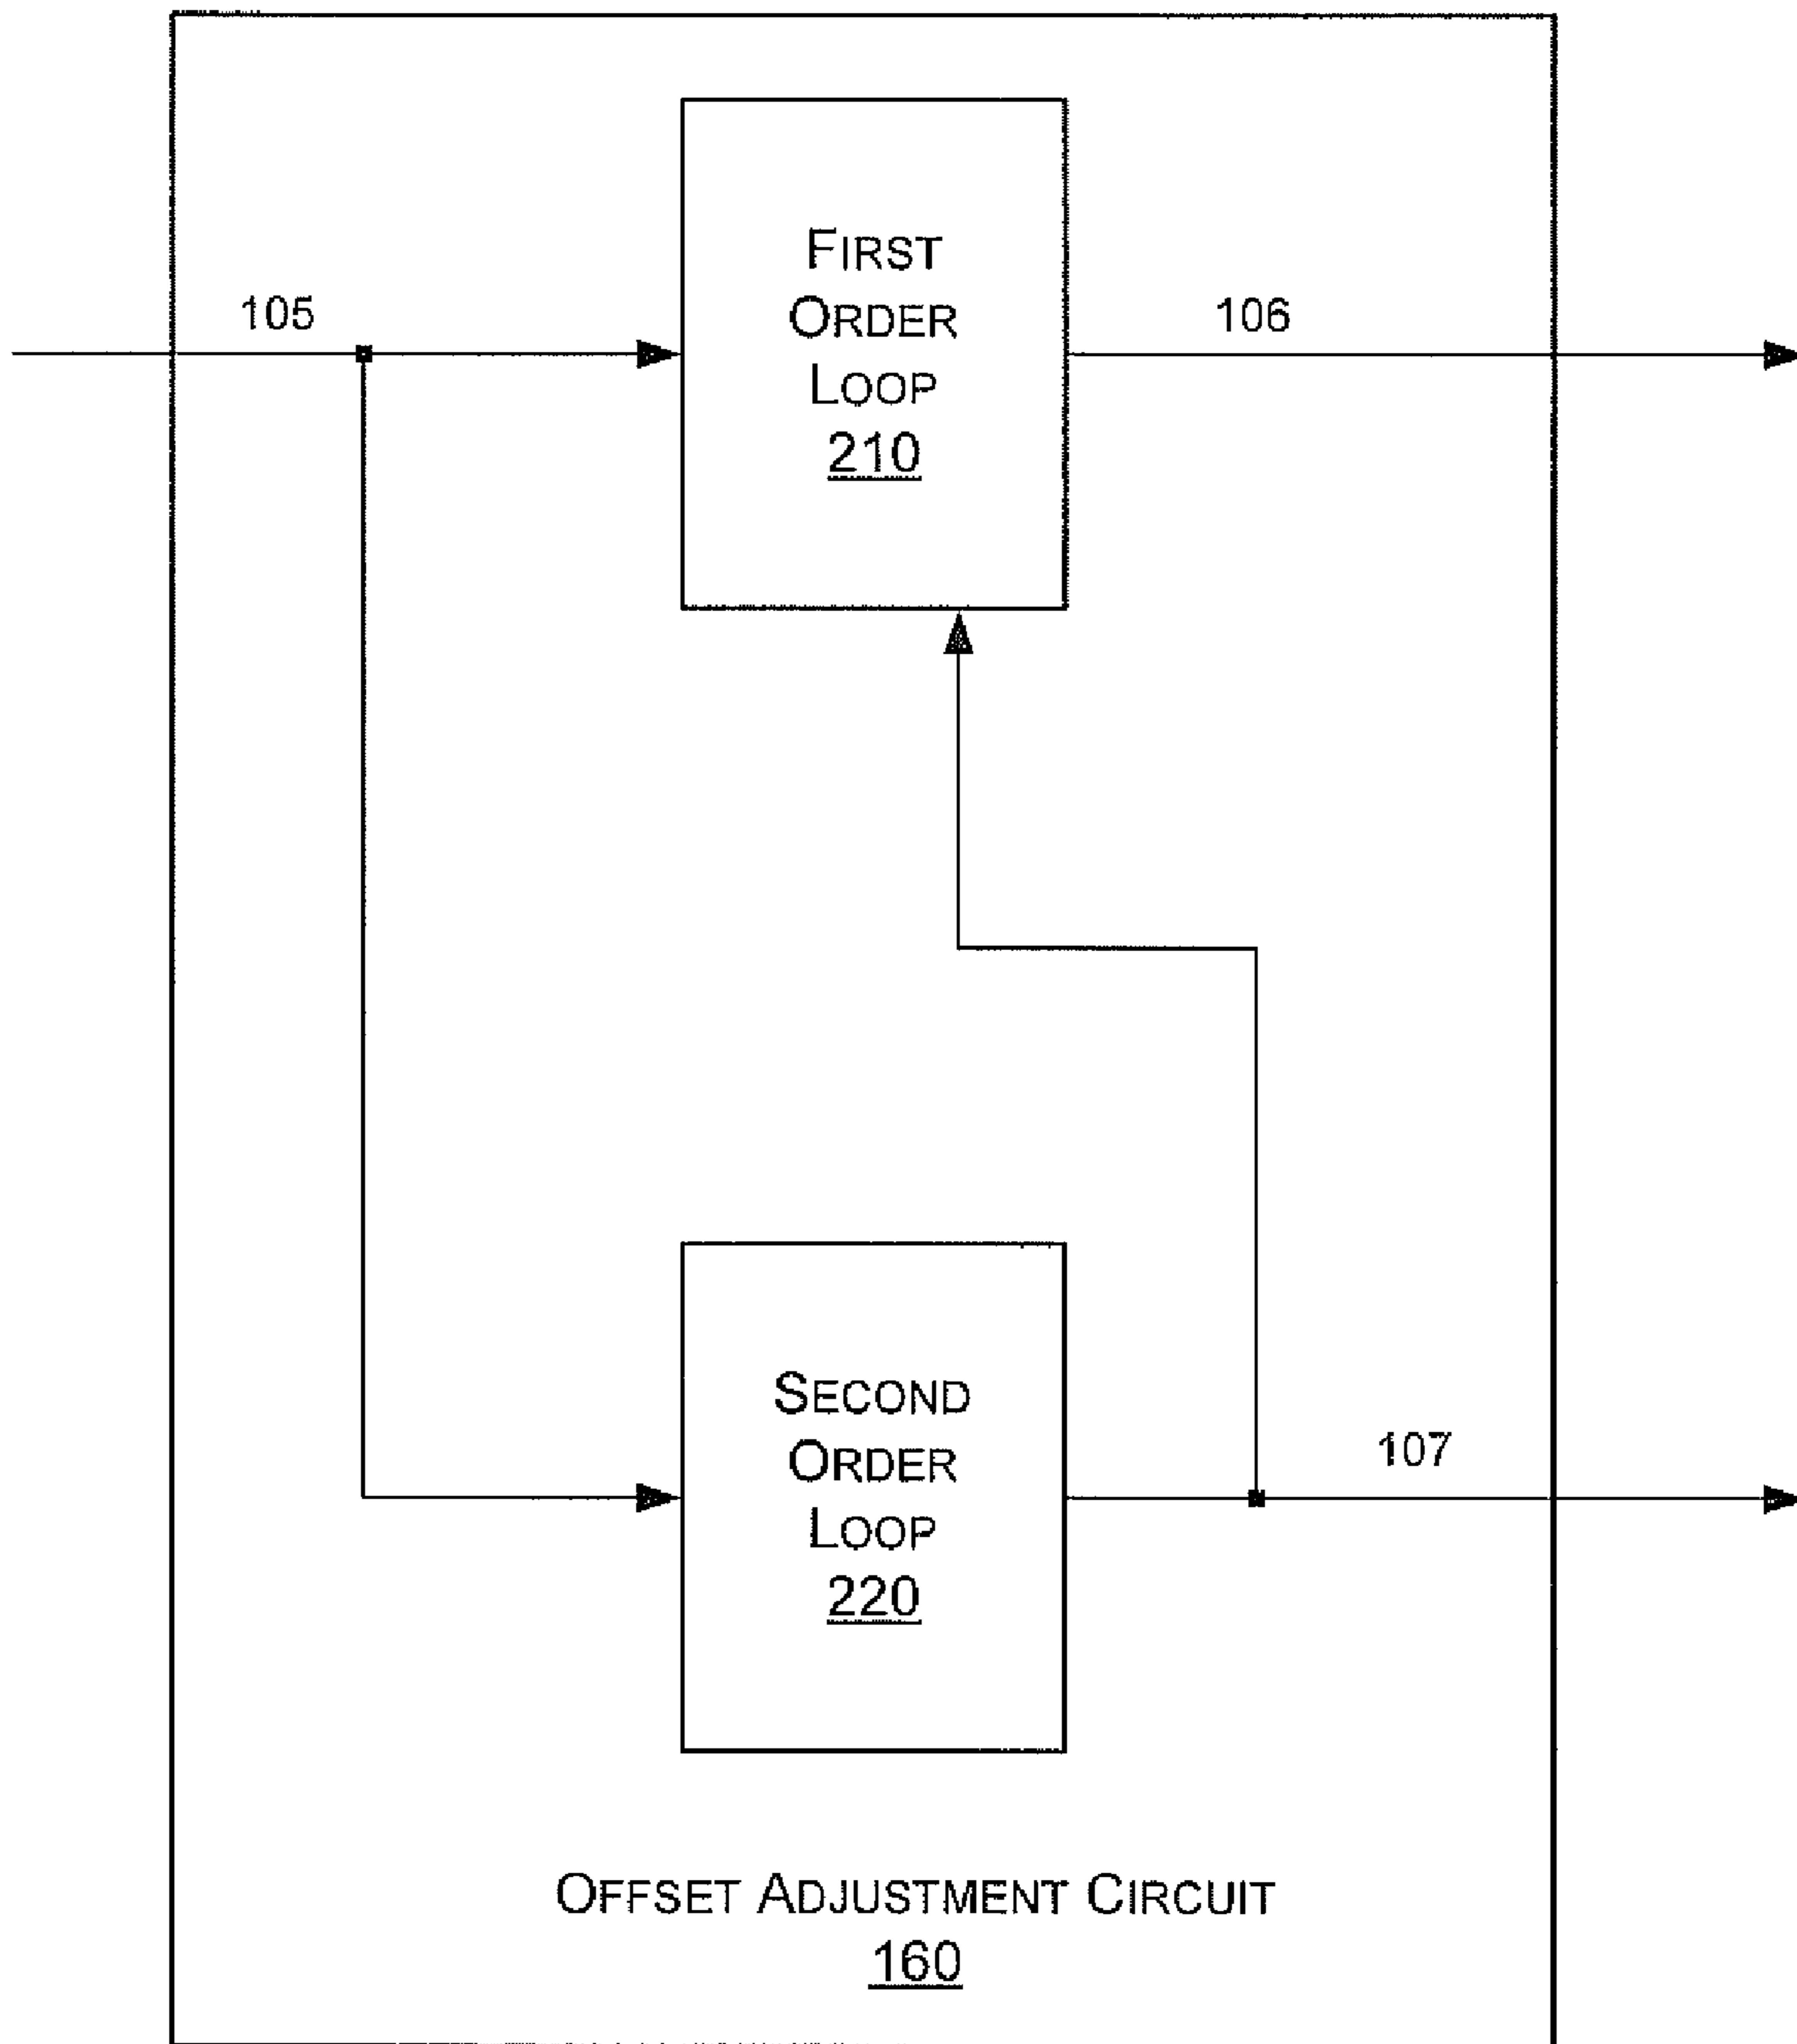 FIRST
ORDER
LOOP
210
105
106
SECOND
ORDER
LOOP
220
107
OFFSET ADJUSTMENT CIRCUIT
160